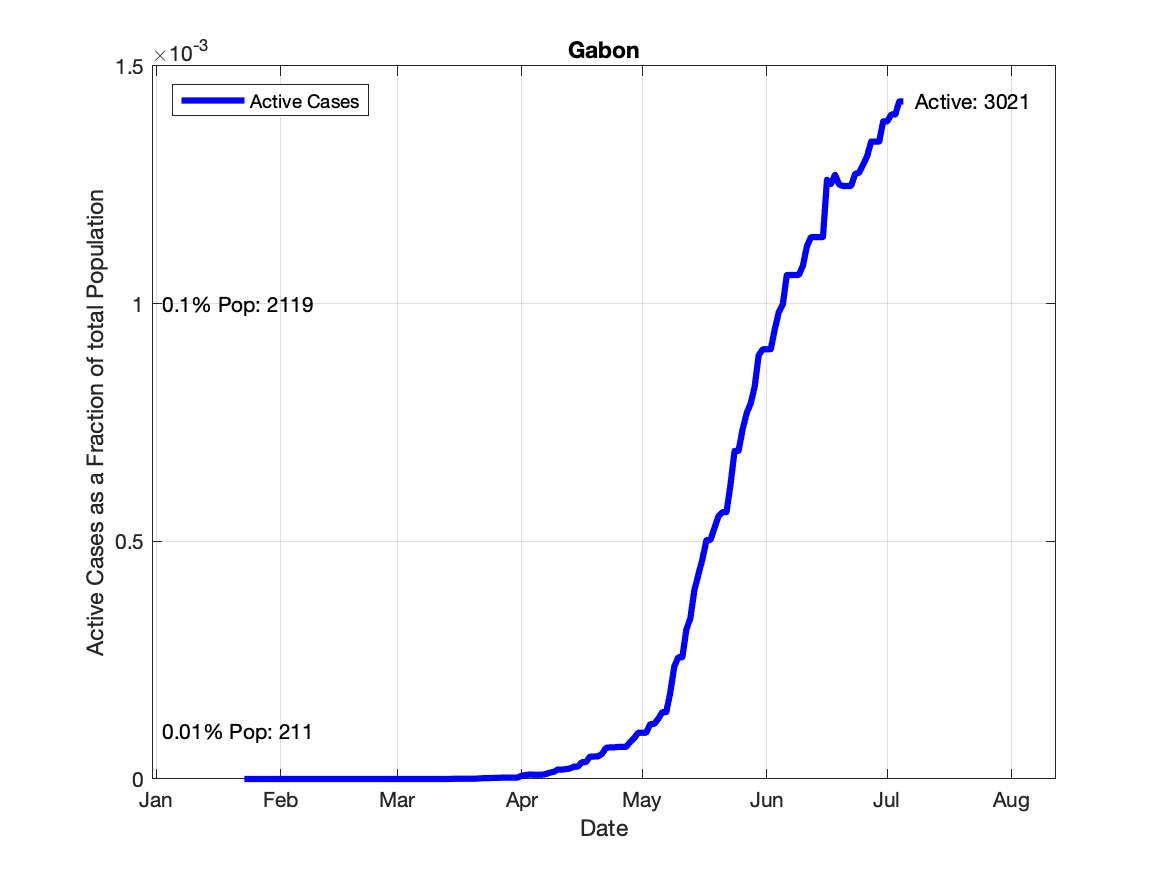 Gabon
×10-3
1.5
1
0.5
0
Active Cases
Active: 3021
0.1% Pop: 2119
0.01% Pop: 211
Active Cases as a Fraction of total Population
Jan Feb Mar Apr May Jun Jul Aug
Date